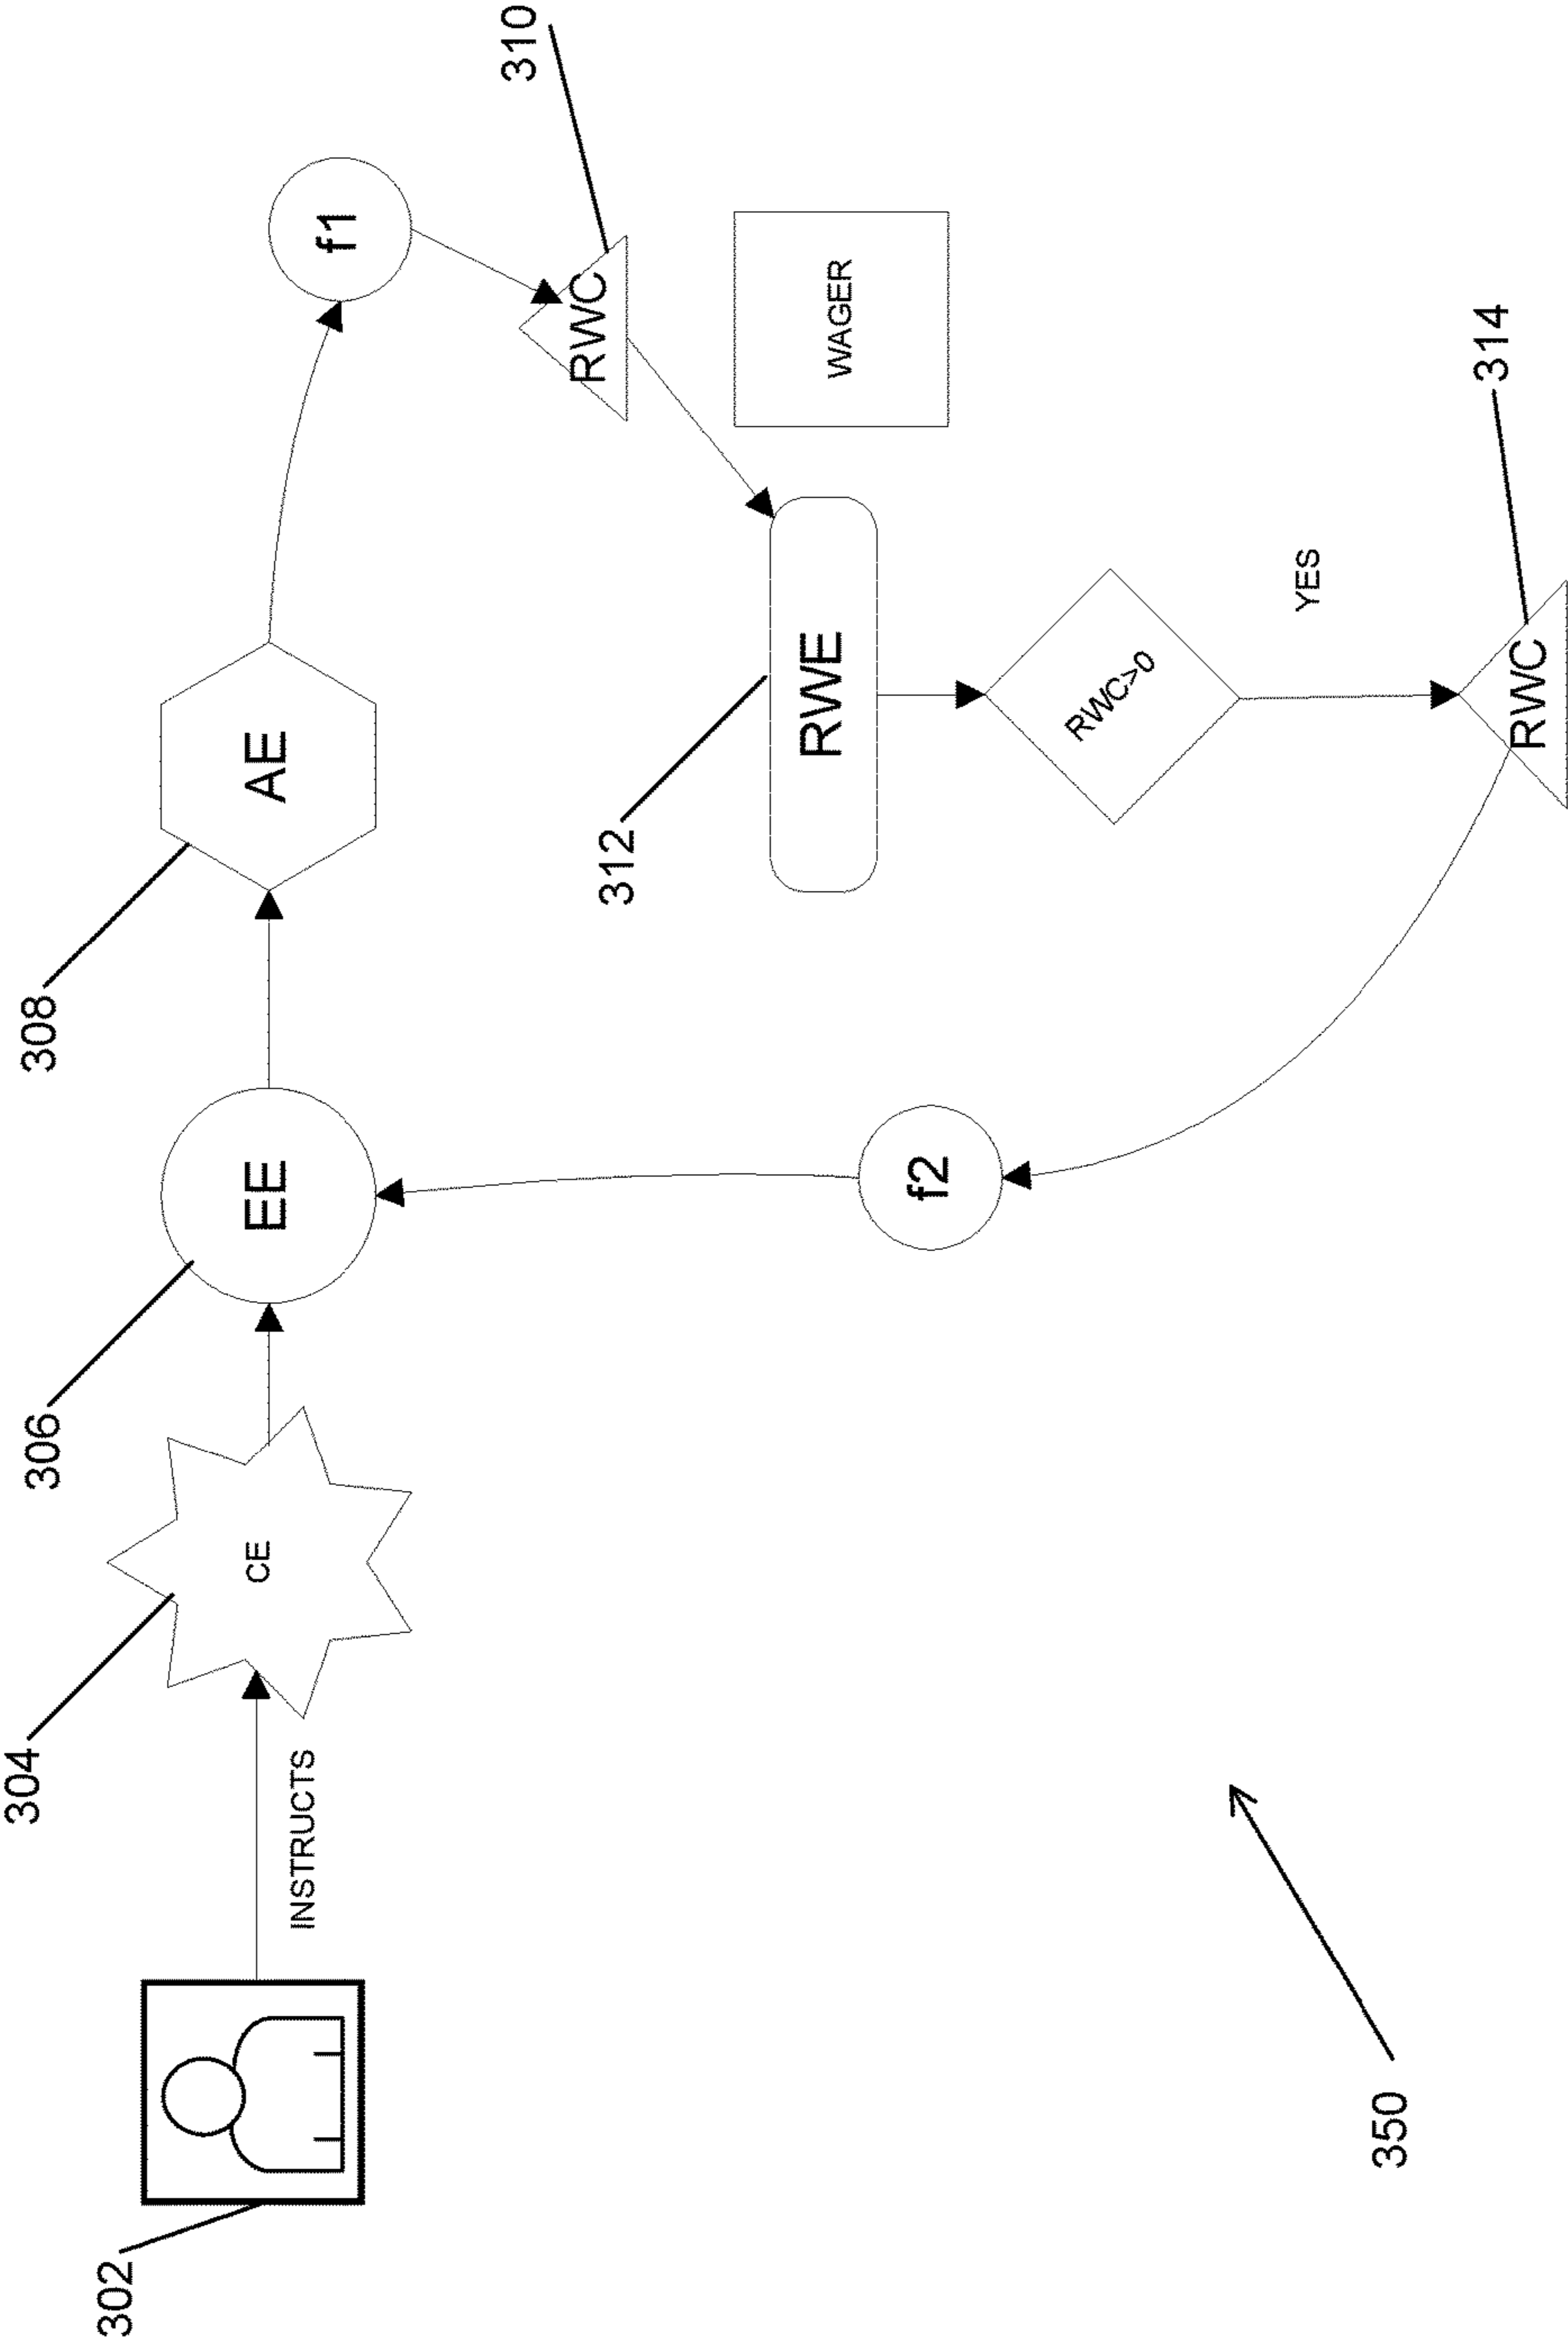 302
INSTRUCTS
304
CE
306
EE
308
AE
f1
310
RWC
WAGER
312
RWE
RWC>0
YES
314
RWC
f2
350